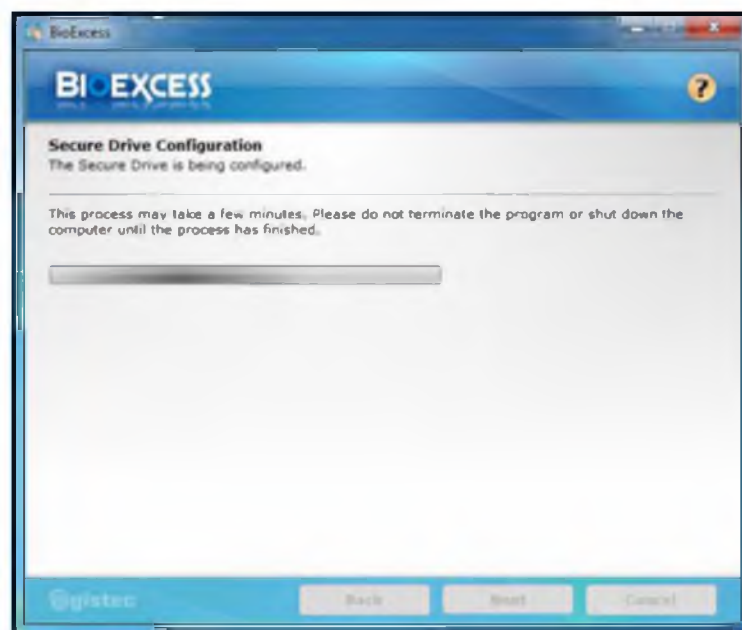 BioExcess
BIOEXCESS
?
Secure Drive Configuration
The Secure Drive is being configured.
This process may take a few minutes. Please do not terminate the program or shut down the
computer until the process has finished.
Back
Next
Cancel